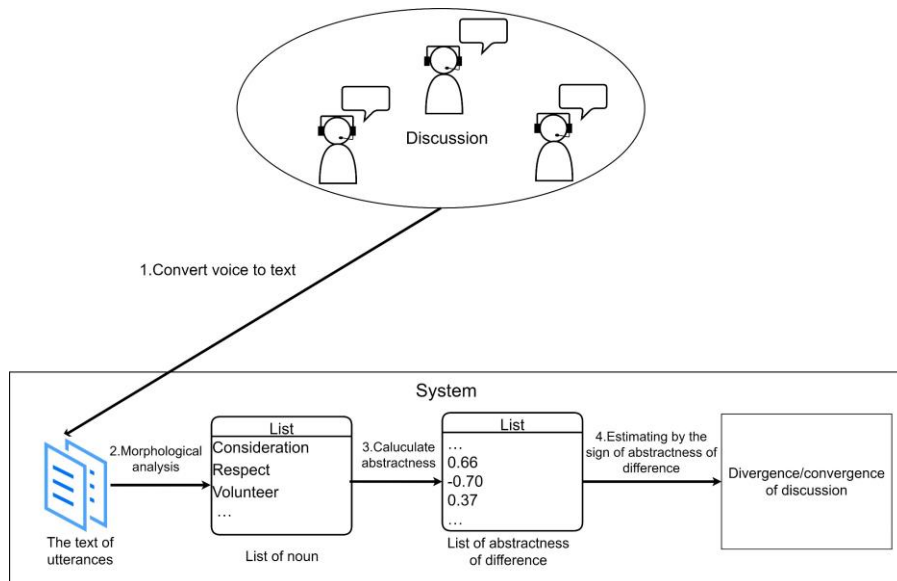 Discussion
1.Convert voice to text
System
2.Morphological
analysis
The text of
utterances
List
Consideration
Respect
Volunteer
…
List of noun
3.Caluculate
abstractness
List
…
0.66
-0.70
0.37
…
List of abstractness
of difference
4.Estimating by the
sign of abstractness of
difference
Divergence/convergence
of discussion